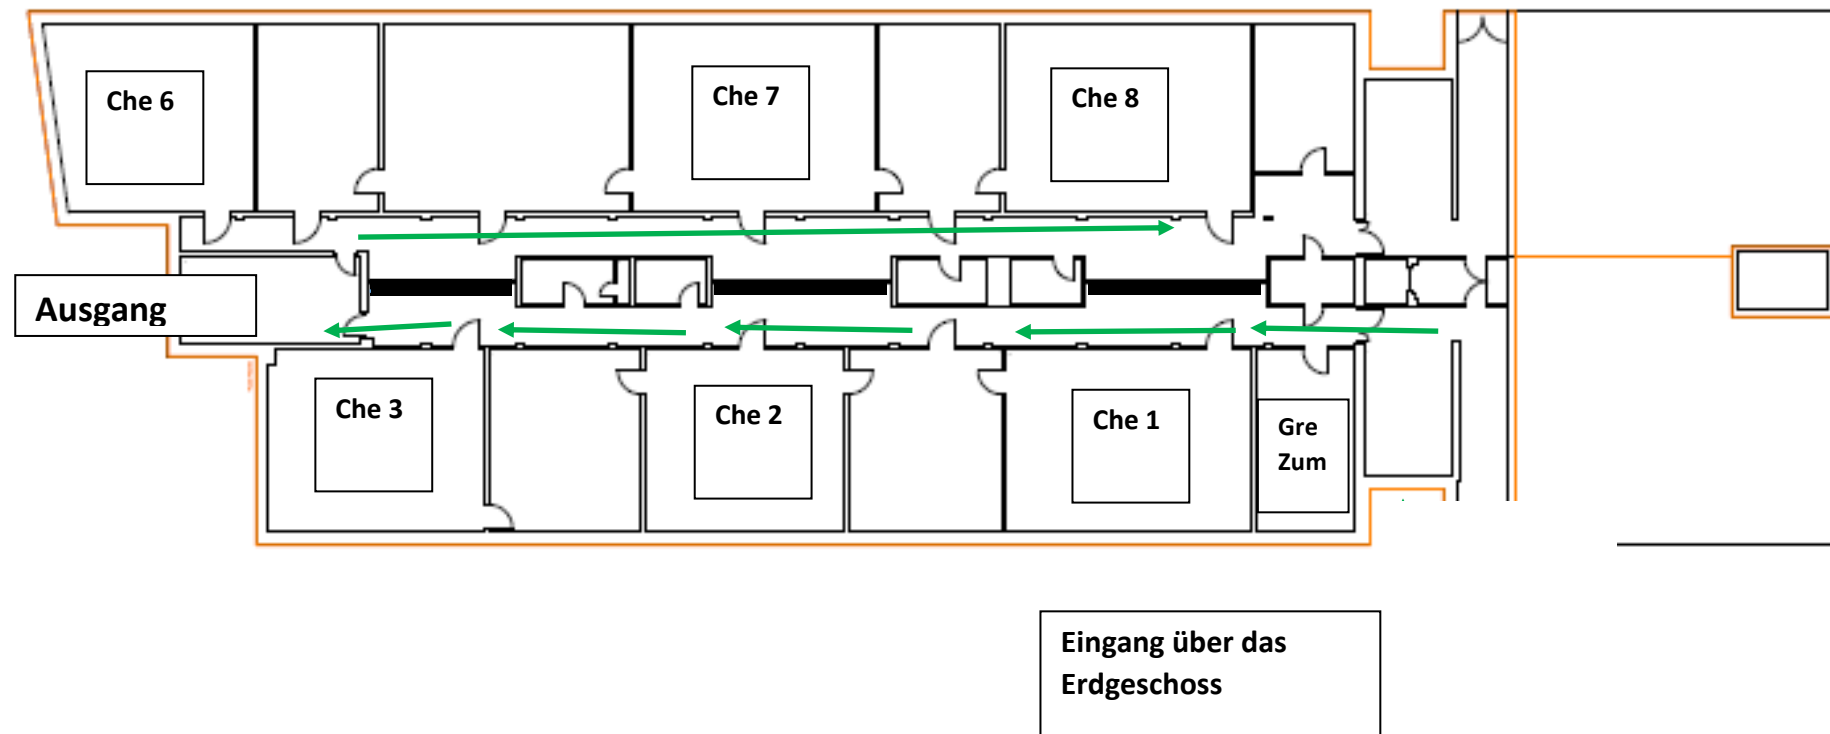 Che 6
Che 7
Che 8
Ausgang
Che 3
Che 2
Che 1
Gre
Zum
Eingang über das
Erdgeschoss